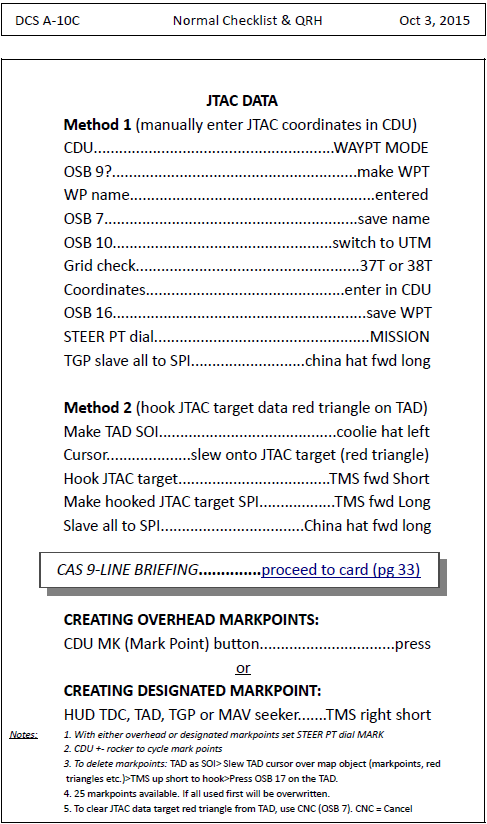 DCS A-10C Normal Checklist & QRH Oct 3, 2015
JTAC DATA
Method 1 (manually enter JTAC coordinates in CDU)
CDU......................................................WAYPT MODE
OSB 9?.......................................................make WPT
WP name.......................................................entered
OSB 7.........................................................save name
OSB 10..................................................switch to UTM
Grid check..................................................37T or 38T
Coordinates.............................................enter in CDU
OSB 16........................................................save WPT
STEER PT dial.................................................MISSION
TGP slave all to SPI..........................china hat fwd long
Method 2 (hook JTAC target data red triangle on TAD)
Make TAD SOI........................................coolie hat left
Cursor...................slew onto JTAC target (red triangle)
Hook JTAC target..................................TMS fwd Short
Make hooked JTAC target SPI.................TMS fwd Long
Slave all to SPI................................China hat fwd long
CAS 9-LINE BRIEFING..............proceed to card (pg 33)
CREATING OVERHEAD MARKPOINTS:
CDU MK (Mark Point) button...............................press
or
CREATING DESIGNATED MARKPOINT:
HUD TDC, TAD, TGP or MAV seeker.......TMS right short
Notes: 1. With either overhead or designated markpoints set STEER PT dial MARK
2. CDU +- rocker to cycle mark points
3. To delete markpoints: TAD as SOI> Slew TAD cursor over map object (markpoints, red
triangles etc.)>TMS up short to hook>Press OSB 17 on the TAD.
4. 25 markpoints available. If all used first will be overwritten.
5. To clear JTAC data target red triangle from TAD, use CNC (OSB 7). CNC = Cancel